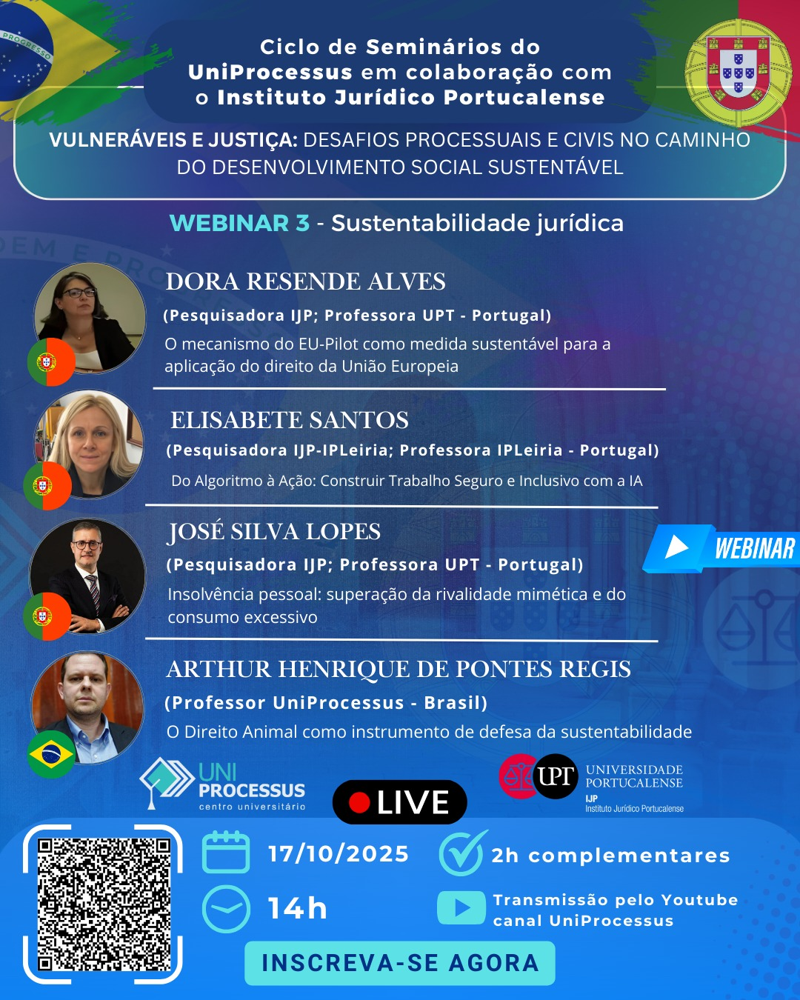 PROGRESSO
Ciclo de Seminários do
UniProcessus em colaboração com
o Instituto Jurídico Portucalense
VULNERÁVEIS E JUSTIÇA: DESAFIOS PROCESSUAIS E CIVIS NO CAMINHO
DO DESENVOLVIMENTO SOCIAL SUSTENTÁVEL
WEBINAR 3 - Sustentabilidade jurídica
DORA RESENDE ALVES
(Pesquisadora IJP; Professora UPT - Portugal)
O mecanismo do EU-Pilot como medida sustentável para a
aplicação do direito da União Europeia
ELISABETE SANTOS
(Pesquisadora IJP-IPLeiria; Professora IPLeiria - Portugal)
Do Algoritmo à Ação: Construir Trabalho Seguro e Inclusivo com a IA
JOSÉ SILVA LOPES
(Pesquisadora IJP; Professora UPT - Portugal)
Insolvência pessoal: superação da rivalidade mimética e do
consumo excessivo
WEBINAR
ARTHUR HENRIQUE DE PONTES REGIS
(Professor UniProcessus - Brasil)
O Direito Animal como instrumento de defesa da sustentabilidade
UNI
PROCESSUS
centro universitário
LIVE
UPT
UNIVERSIDADE
PORTUCALENSE
IJP
Instituto Jurídico Portucalense
17/10/2025
2h complementares
14h
Transmissão pelo Youtube
canal UniProcessus
INSCREVA-SE AGORA